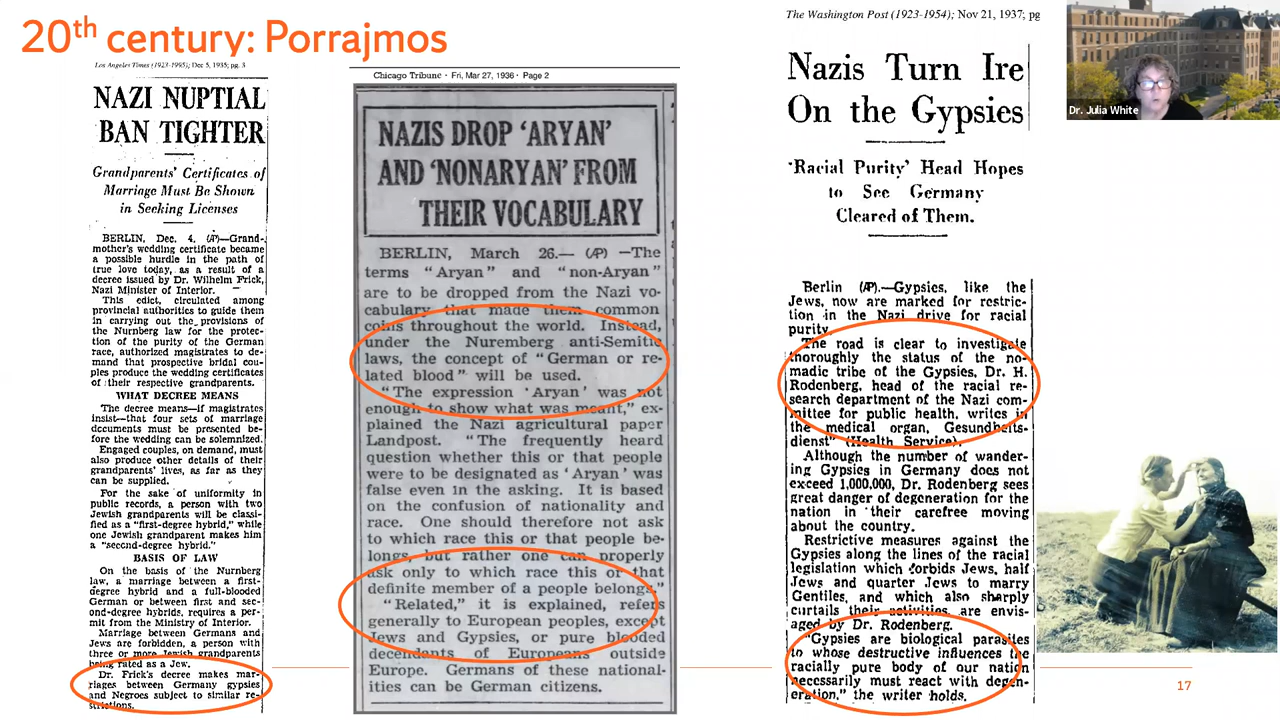 20th century: Porrajmos
Los Angeles Times (1923-1995); Dec 5, 1935; pg. 3
NAZI NUPTIAL
BAN TIGHTER
Grandparents' Certificates of
Marriage Must Be Shown
in Seeking Licenses
BERLIN, Dec. 4. (AP)—Grand-
mother's wedding certificate became
a possible hurdle in the path of
true love today, as a result of a
decree issued by Dr. Wilhelm Frick,
Nazi Minister of Interior.
This edict, circulated among
provincial authorities to guide them
in carrying out the provisions of
the Nurnberg law for the protec-
tion of the purity of the German
race, authorized magistrates to de-
mand that prospective bridal cou-
ples produce the wedding certificates
of their respective grandparents.
WHAT DECREE MEANS
The decree means—if magistrates
insist—that four sets of marriage
documents must be presented be-
fore the wedding can be solemnized.
Engaged couples, on demand, must
also produce other details of their
grandparents' lives, as far as they
can be supplied.
For the sake of uniformity in
public records, a person with two
Jewish grandparents will be classi-
fied as a "first-degree hybrid," while
one Jewish grandparent makes him
a "second-degree hybrid."
BASIS OF LAW
On the basis of the Nurnberg
law, a marriage between a first-
degree hybrid and a full-blooded
German or between first and sec-
ond-degree hybrids, requires a per-
mit from the Ministry of Interior.
Marriage between Germans and
Jews are forbidden, a person with
three or more Jewish grandparents
being rated as a Jew.
Dr. Frick's decree makes mar-
riages between Germany gypsies
and Negroes subject to similar re-
strictions.
Chicago Tribune · Fri, Mar 27, 1936 · Page 2
NAZIS DROP 'ARYAN'
AND 'NONARYAN' FROM
THEIR VOCABULARY
BERLIN, March 26.— (AP) —The
terms "Aryan" and "non-Aryan"
are to be dropped from the Nazi vo-
cabulary that made them common
coins throughout the world. Instead,
under the Nuremberg anti-Semitic
laws, the concept of "German or re-
lated blood" will be used.
"The expression 'Aryan' was not
enough to show what was meant," ex-
plained the Nazi agricultural paper
Landpost. "The frequently heard
question whether this or that people
were to be designated as 'Aryan' was
false even in the asking. It is based
on the confusion of nationality and
race. One should therefore not ask
to which race this or that people be-
longs, but rather one can properly
ask only to which race this or that
definite member of a people belongs."
"Related," it is explained, refers
generally to European peoples, except
Jews and Gypsies, or pure blooded
decendants of Europeans outside
Europe. Germans of these national-
ities can be German citizens.
The Washington Post (1923-1954); Nov 21, 1937; pg
Nazis Turn Ire
On the Gypsies
'Racial Purity' Head Hopes
to See Germany
Cleared of Them.
Berlin (AP).—Gypsies, like the
Jews, now are marked for restric-
tion in the Nazi drive for racial
purity.
The road is clear to investigate
thoroughly the status of the no-
madic tribe of the Gypsies, Dr. H.
Rodenberg, head of the racial re-
search department of the Nazi com-
mittee for public health, writes in
the medical organ, Gesundheits-
dienst" (Health Service).
Although the number of wander-
ing Gypsies in Germany does not
exceed 1,000,000, Dr. Rodenberg sees
great danger of degeneration for the
nation in 'their carefree moving
about the country.
Restrictive measures against the
Gypsies along the lines of the racial
legislation which forbids Jews, half
Jews and quarter Jews to marry
Gentiles, and which also sharply
curtails their activities are envis-
aged by Dr. Rodenberg.
"Gypsies are biological parasites
to whose destructive influences the
racially pure body of our nation
necessarily must react with degen-
eration," the writer holds.
Dr. Julia White
17